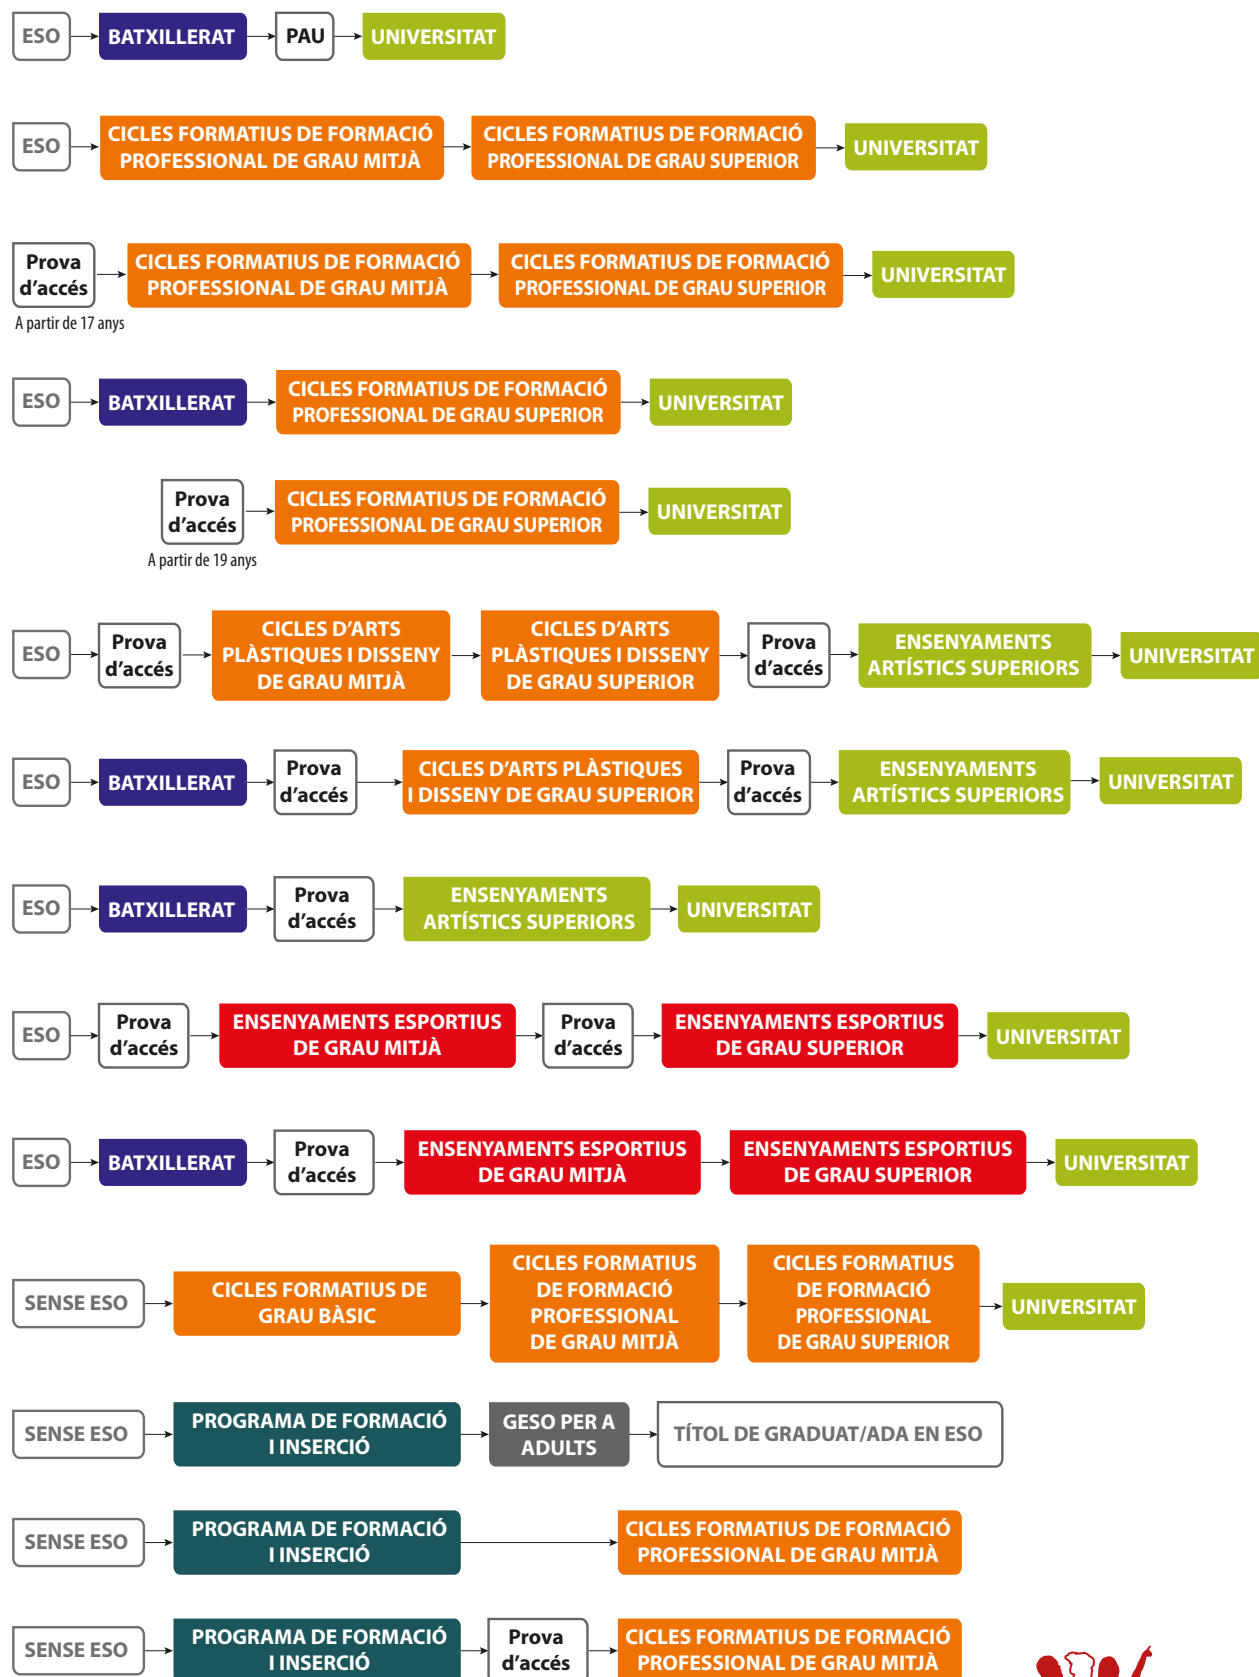 ESO
BATXILLERAT
PAU
UNIVERSITAT
ESO
CICLES FORMATIUS DE FORMACIÓ
PROFESSIONAL DE GRAU MITJÀ
CICLES FORMATIUS DE FORMACIÓ
PROFESSIONAL DE GRAU SUPERIOR
UNIVERSITAT
Prova
d'accés
A partir de 17 anys
CICLES FORMATIUS DE FORMACIÓ
PROFESSIONAL DE GRAU MITJÀ
CICLES FORMATIUS DE FORMACIÓ
PROFESSIONAL DE GRAU SUPERIOR
UNIVERSITAT
ESO
BATXILLERAT
CICLES FORMATIUS DE FORMACIÓ
PROFESSIONAL DE GRAU SUPERIOR
UNIVERSITAT
Prova
d'accés
A partir de 19 anys
CICLES FORMATIUS DE FORMACIÓ
PROFESSIONAL DE GRAU SUPERIOR
UNIVERSITAT
ESO
Prova
d'accés
CICLES D'ARTS
PLÀSTIQUES I DISSENY
DE GRAU MITJÀ
CICLES D'ARTS
PLÀSTIQUES I DISSENY
DE GRAU SUPERIOR
Prova
d'accés
ENSENYAMENTS
ARTÍSTICS SUPERIORS
UNIVERSITAT
ESO
BATXILLERAT
Prova
d'accés
CICLES D'ARTS PLÀSTIQUES
I DISSENY DE GRAU SUPERIOR
Prova
d'accés
ENSENYAMENTS
ARTÍSTICS SUPERIORS
UNIVERSITAT
ESO
BATXILLERAT
Prova
d'accés
ENSENYAMENTS
ARTÍSTICS SUPERIORS
UNIVERSITAT
ESO
Prova
d'accés
ENSENYAMENTS ESPORTIUS
DE GRAU MITJÀ
Prova
d'accés
ENSENYAMENTS ESPORTIUS
DE GRAU SUPERIOR
UNIVERSITAT
ESO
BATXILLERAT
Prova
d'accés
ENSENYAMENTS ESPORTIUS
DE GRAU MITJÀ
ENSENYAMENTS ESPORTIUS
DE GRAU SUPERIOR
UNIVERSITAT
SENSE ESO
CICLES FORMATIUS DE
GRAU BÀSIC
CICLES FORMATIUS
DE FORMACIÓ
PROFESSIONAL
DE GRAU MITJÀ
CICLES FORMATIUS
DE FORMACIÓ
PROFESSIONAL
DE GRAU SUPERIOR
UNIVERSITAT
SENSE ESO
PROGRAMA DE FORMACIÓ
I INSERCIÓ
GESO PER A
ADULTS
TÍTOL DE GRADUAT/ADA EN ESO
SENSE ESO
PROGRAMA DE FORMACIÓ
I INSERCIÓ
CICLES FORMATIUS DE FORMACIÓ
PROFESSIONAL DE GRAU MITJÀ
SENSE ESO
PROGRAMA DE FORMACIÓ
I INSERCIÓ
Prova
d'accés
CICLES FORMATIUS DE FORMACIÓ
PROFESSIONAL DE GRAU MITJÀ